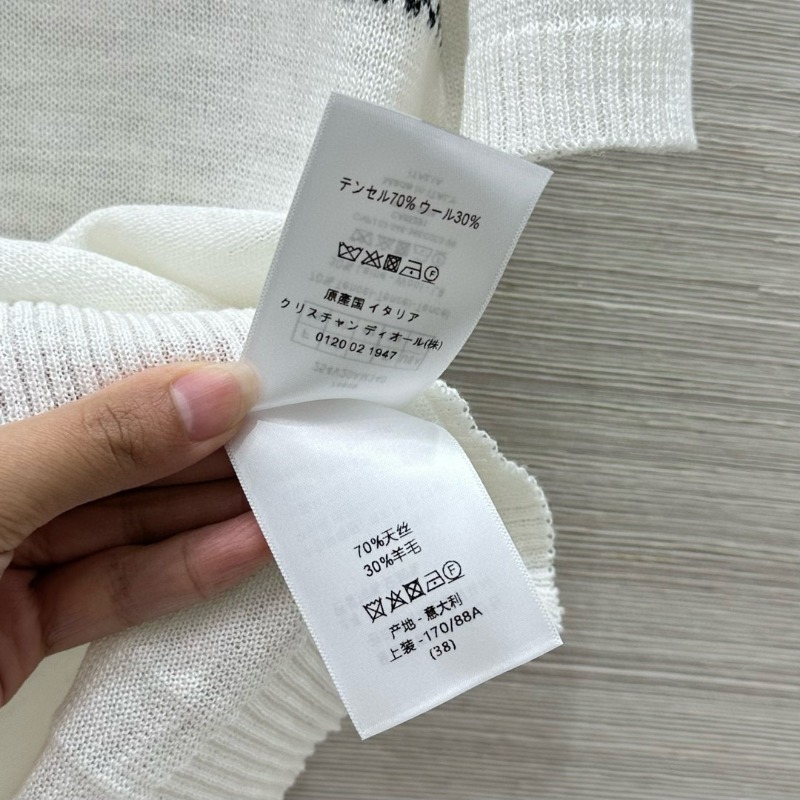 テンセル70% ウール30%
原産国 イタリア
クリスチャン ディオール(株)
0120 02 1947
70%天丝
30%羊毛
产地 - 意大利
上装 -170/88A
(38)